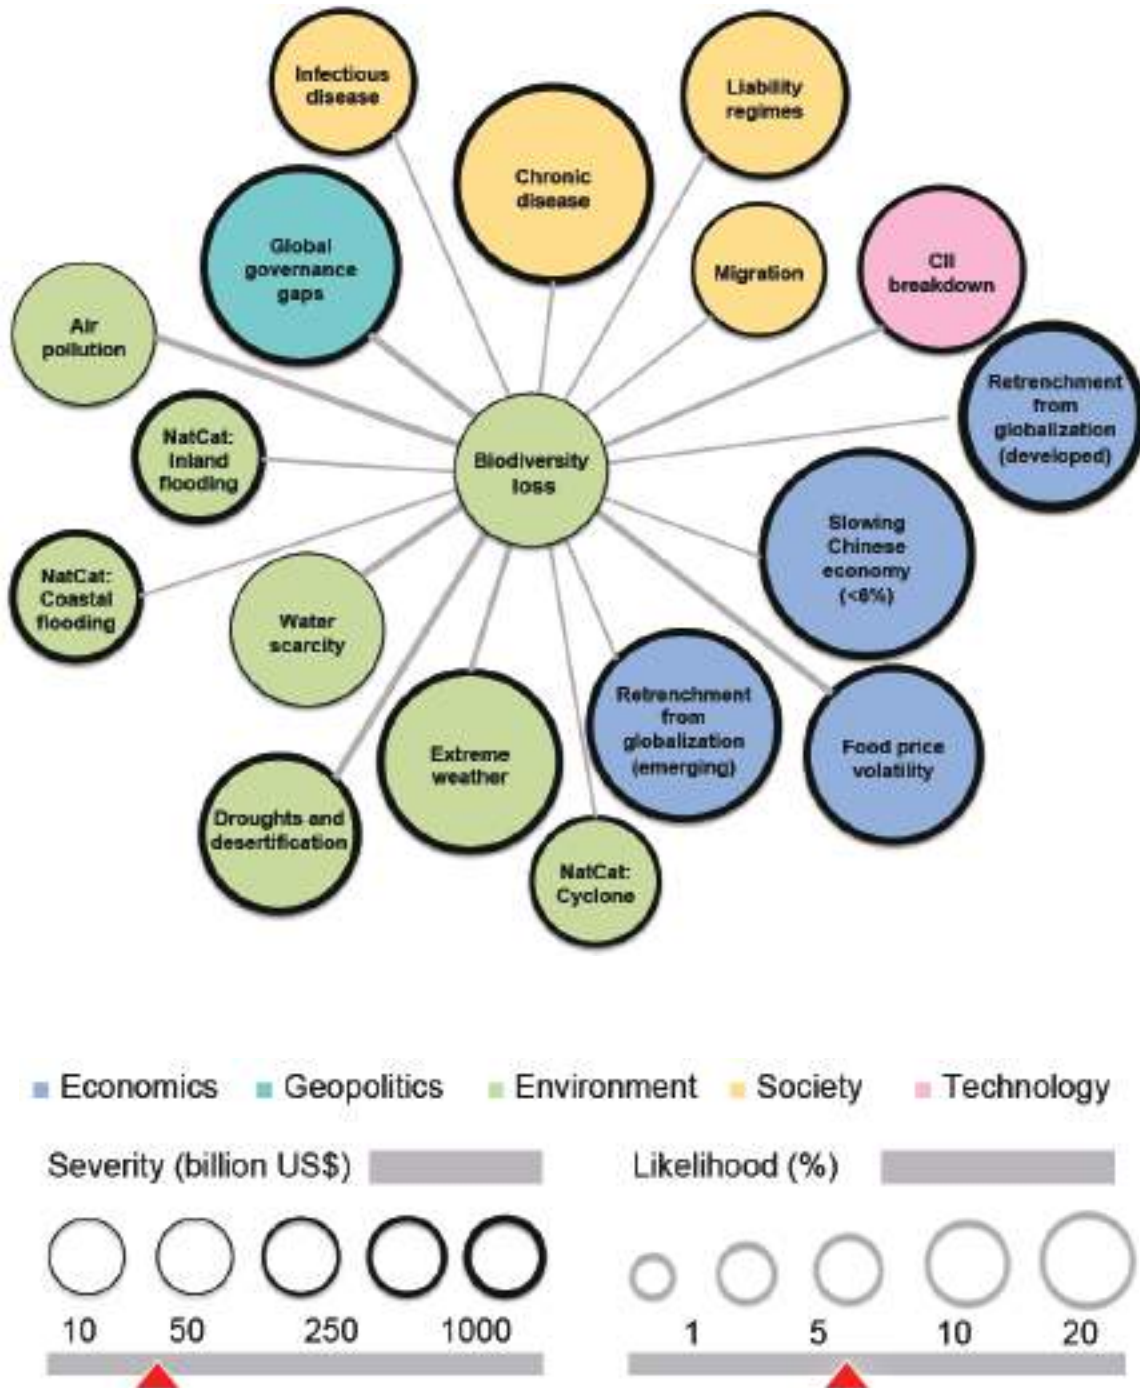 Infectious
disease
Liability
regimes
Chronic
disease
Global
governance
gaps
Migration
CII
breakdown
Air
pollution
Retrenchment
from
globalization
(developed)
NatCat:
Inland
flooding
Biodiversity
loss
Slowing
Chinese
economy
(<6%)
NatCat:
Coastal
flooding
Water
scarcity
Retrenchment
from
globalization
(emerging)
Food price
volatility
Extreme
weather
Droughts and
desertification
NatCat:
Cyclone
Economics Geopolitics Environment Society Technology
Severity (billion US$) Likelihood (%)
10 50 250 1000 1 5 10 20